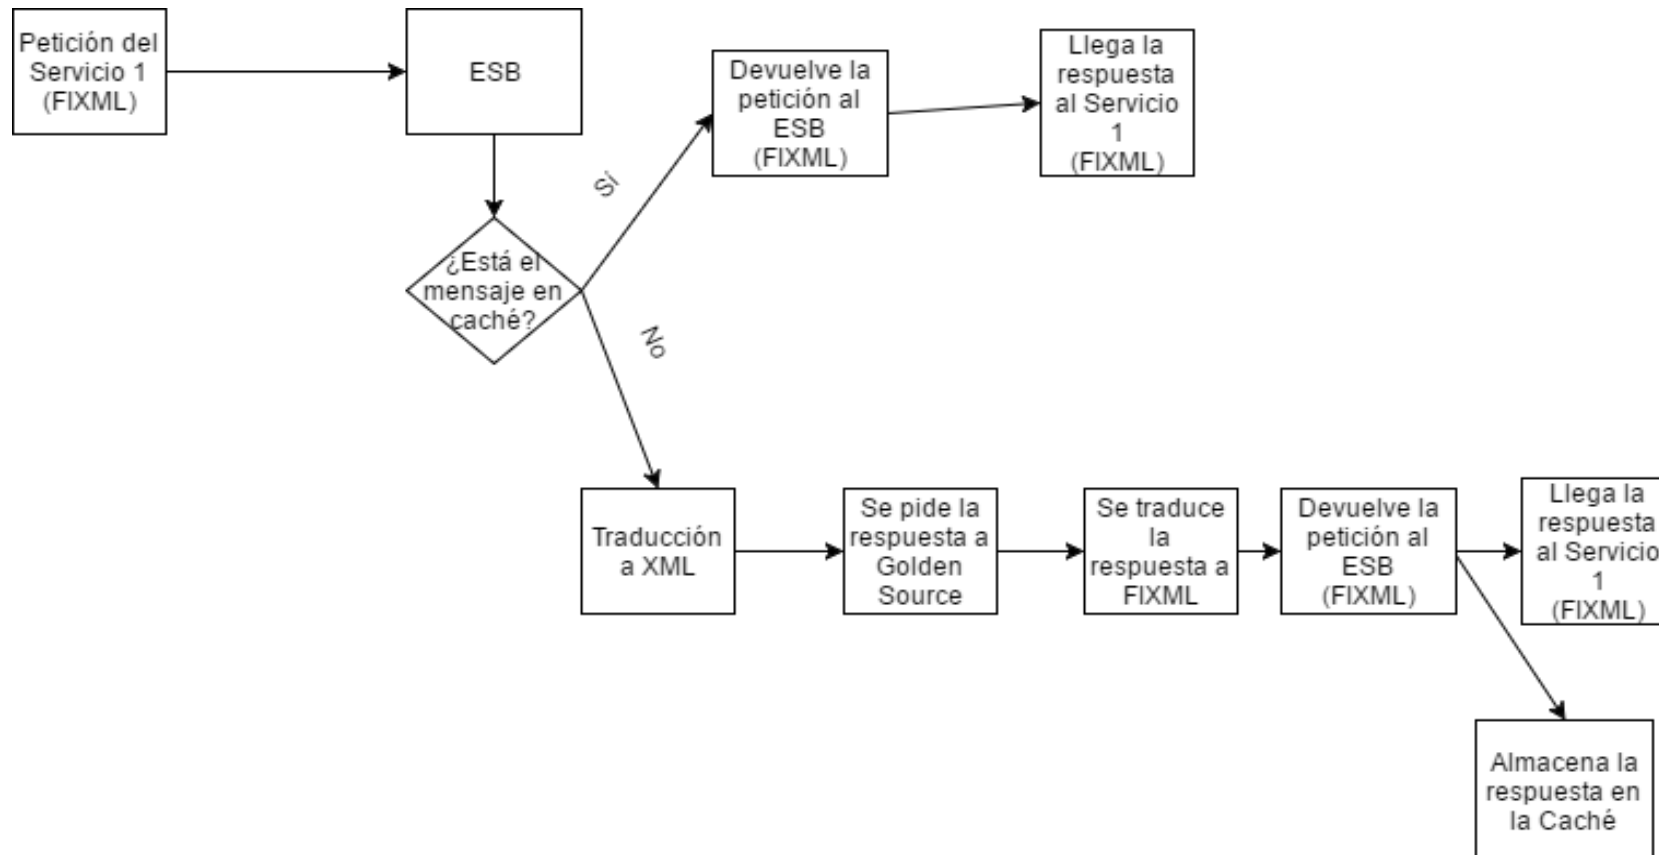 Petición del
Servicio 1
(FIXML)
ESB
Devuelve la
petición al
ESB
(FIXML)
Llega la
respuesta
al Servicio
1
(FIXML)
Sí
¿Está el
mensaje en
caché?
No
Traducción
a XML
Se pide la
respuesta a
Golden
Source
Se traduce
la
respuesta a
FIXML
Devuelve la
petición al
ESB
(FIXML)
Llega la
respuesta
al Servicio
1
(FIXML)
Almacena la
respuesta en
la Caché